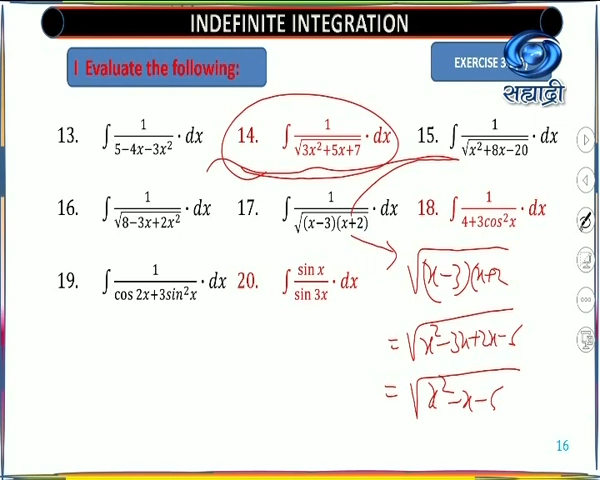 INDEFINITE INTEGRATION
I Evaluate the following:
EXERCISE 3
सह्याद्री
13. ∫ 1/(5−4x−3x²) · dx 14. ∫ 1/√(3x²+5x+7) · dx 15. ∫ 1/√(x²+8x−20) · dx
16. ∫ 1/√(8−3x+2x²) · dx 17. ∫ 1/√((x−3)(x+2)) · dx 18. ∫ 1/(4+3cos²x) · dx
19. ∫ 1/(cos 2x+3sin²x) · dx 20. ∫ sin x/sin 3x · dx
√(x−3)(x+2
= √x²−3x+2x−6
= √x²−x−6
16